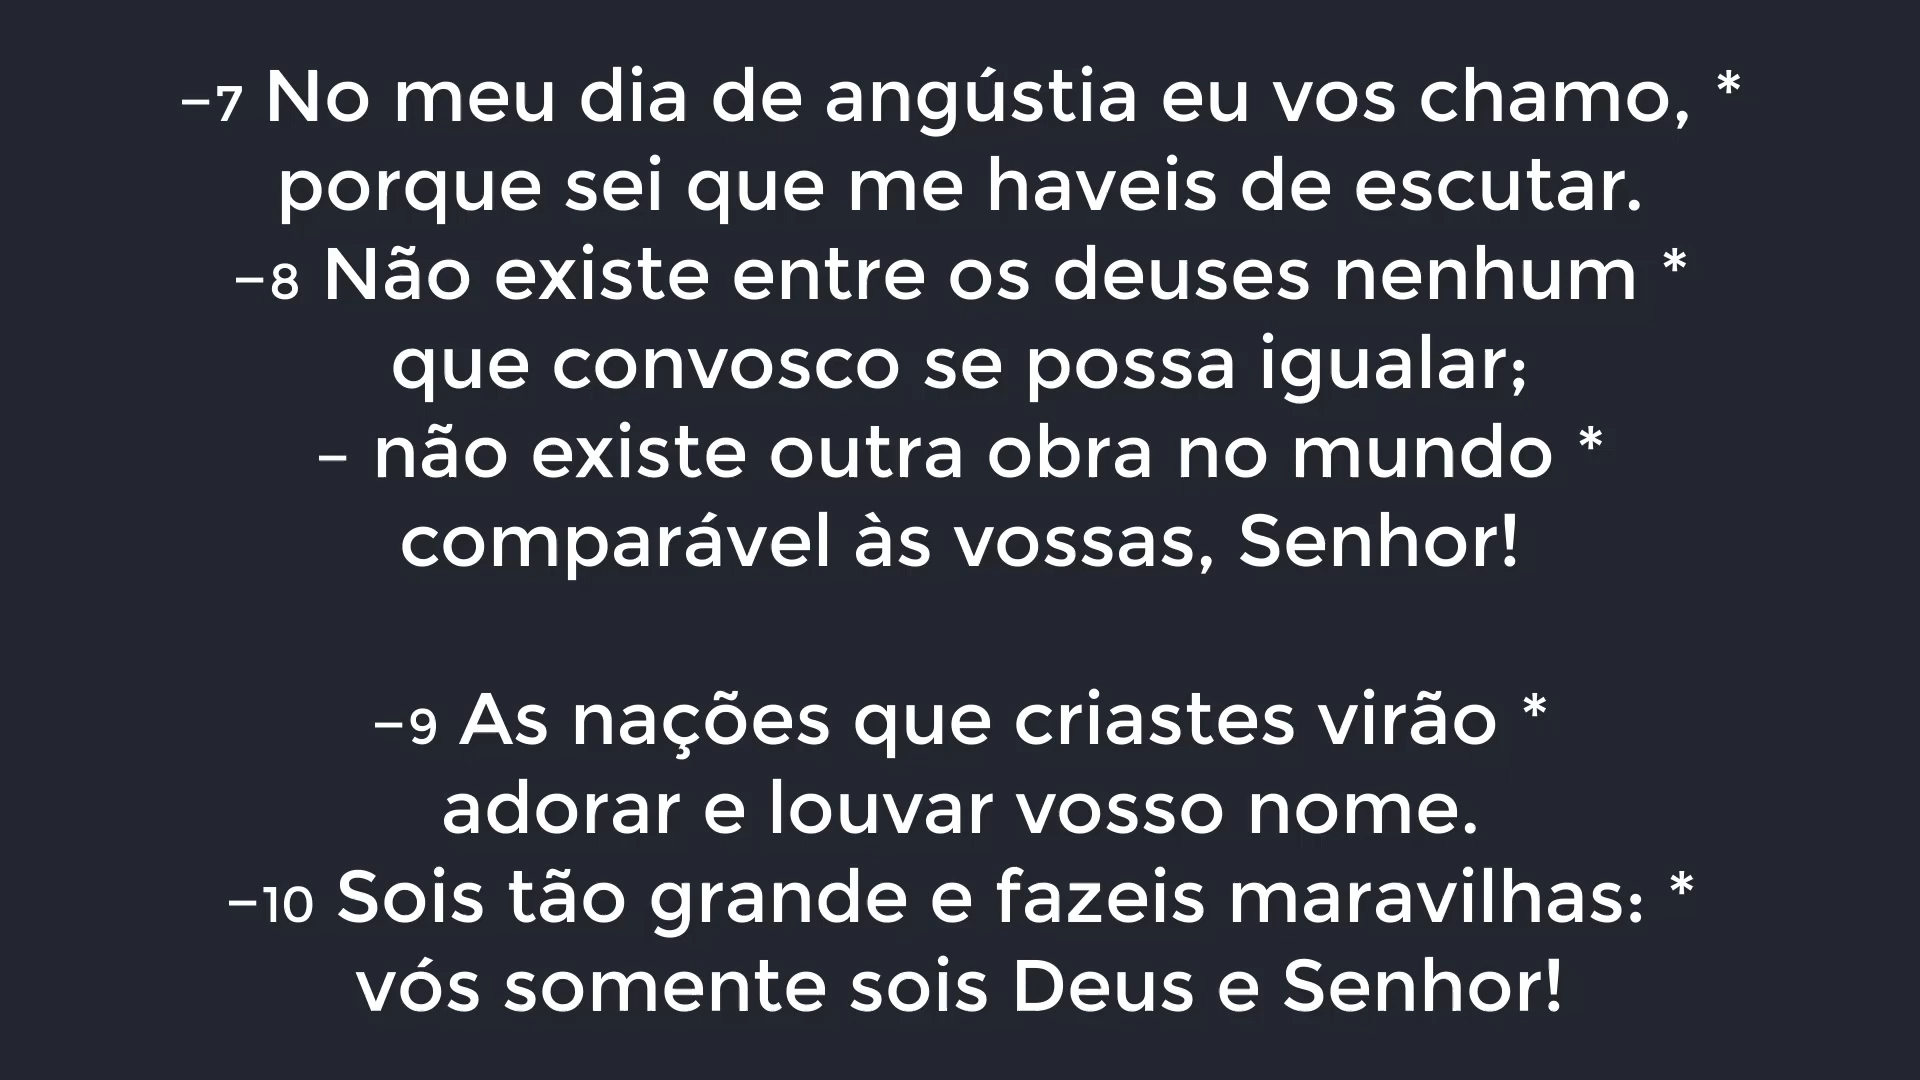 –7 No meu dia de angústia eu vos chamo, *
porque sei que me haveis de escutar.
–8 Não existe entre os deuses nenhum *
que convosco se possa igualar;
– não existe outra obra no mundo *
comparável às vossas, Senhor!
–9 As nações que criastes virão *
adorar e louvar vosso nome.
–10 Sois tão grande e fazeis maravilhas: *
vós somente sois Deus e Senhor!